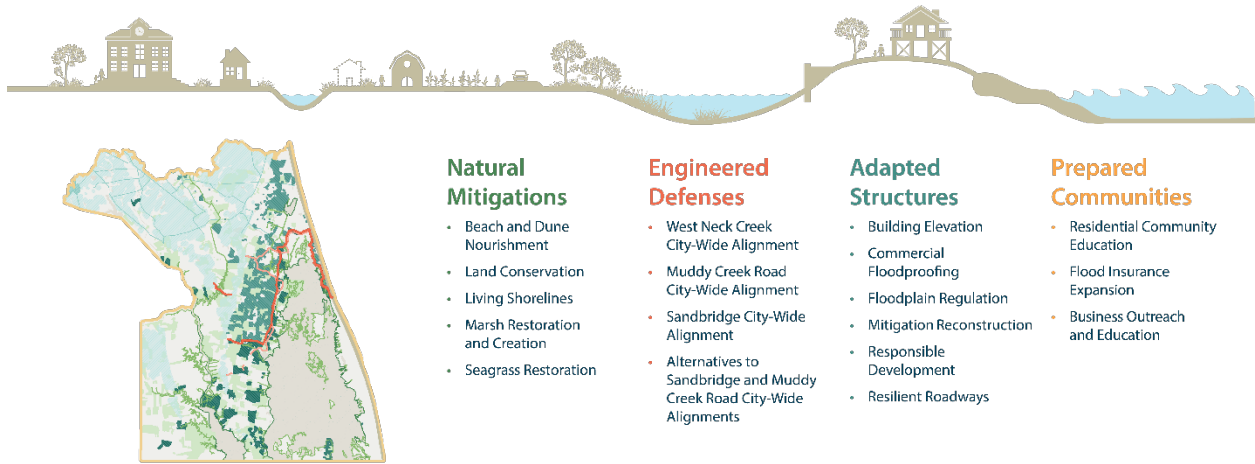 Natural
Mitigations
• Beach and Dune
Nourishment
• Land Conservation
• Living Shorelines
• Marsh Restoration
and Creation
• Seagrass Restoration
Engineered
Defenses
• West Neck Creek
City-Wide Alignment
• Muddy Creek Road
City-Wide Alignment
• Sandbridge City-Wide
Alignment
• Alternatives to
Sandbridge and Muddy
Creek Road City-Wide
Alignments
Adapted
Structures
• Building Elevation
• Commercial
Floodproofing
• Floodplain Regulation
• Mitigation Reconstruction
• Responsible
Development
• Resilient Roadways
Prepared
Communities
• Residential Community
Education
• Flood Insurance
Expansion
• Business Outreach
and Education